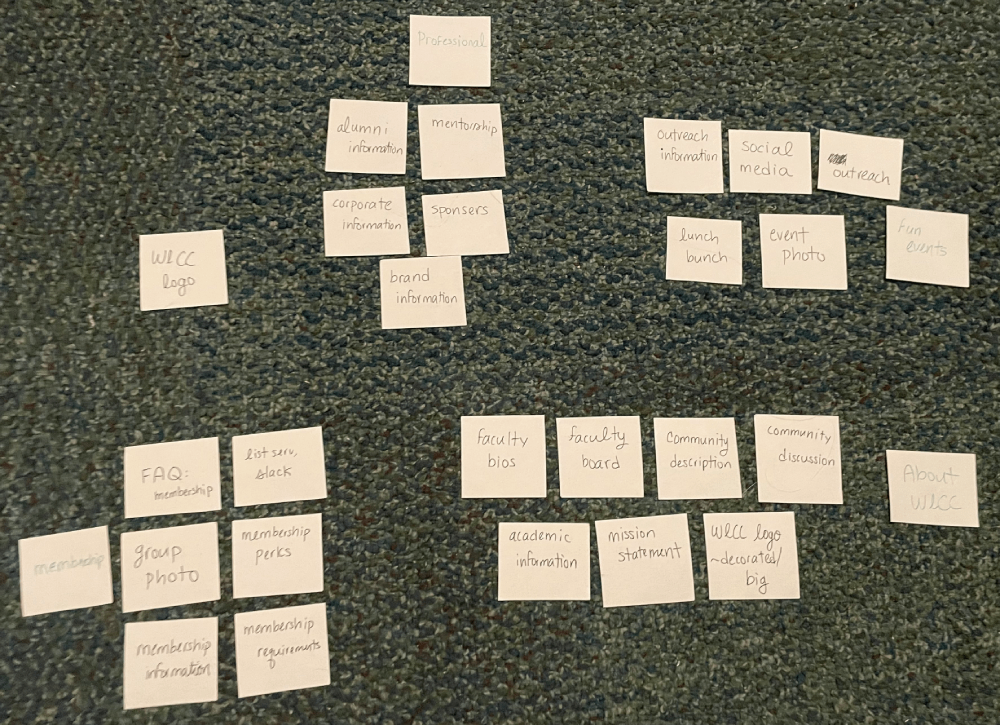 Professional
alumni
information
mentorship
corporate
information
sponsers
brand
information
WLCC
logo
outreach
information
social
media
outreach
lunch
bunch
event
photo
Fun
events
FAQ:
membership
list serv,
slack
membership
group
photo
membership
perks
membership
information
membership
requirements
faculty
bios
faculty
board
Community
description
community
discussion
About
WLCC
academic
information
mission
statement
WLCC logo
~decorated/
big